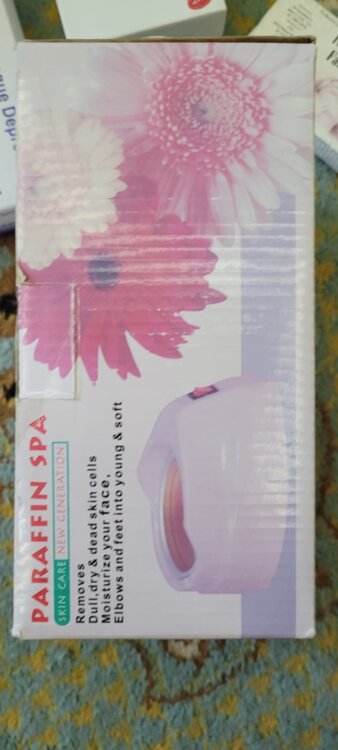 PARAFFIN SPA
SKIN CARE NEW GENERATION
Removes
Dull,dry & dead skin cells
Moisturize your face,
Elbows and feet into young & soft